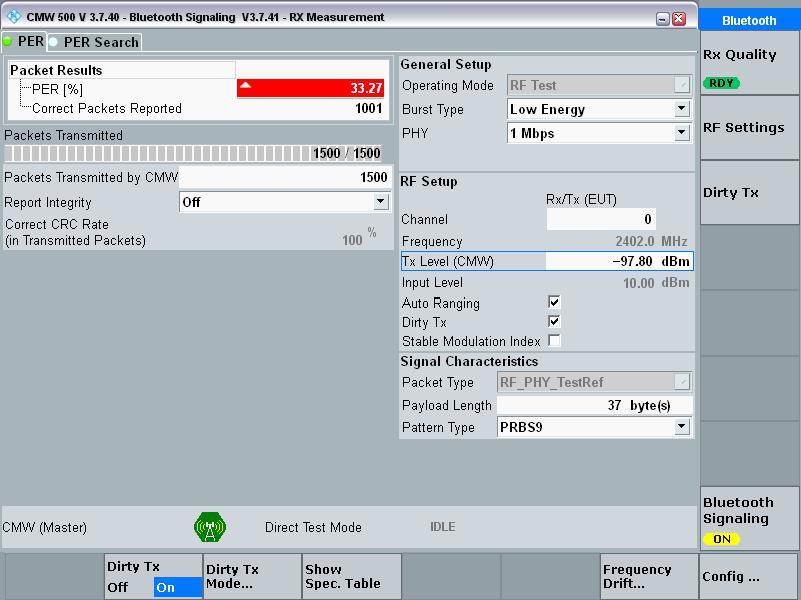 CMW 500 V 3.7.40 - Bluetooth Signaling V3.7.41 - RX Measurement
Bluetooth
PER PER Search
Packet Results
PER [%] 33.27
Correct Packets Reported 1001
Packets Transmitted
1500 / 1500
Packets Transmitted by CMW 1500
Report Integrity Off
Correct CRC Rate
(in Transmitted Packets) 100 %
General Setup
Operating Mode RF Test
Burst Type Low Energy
PHY 1 Mbps
RF Setup
Rx/Tx (EUT)
Channel 0
Frequency 2402.0 MHz
Tx Level (CMW) -97.80 dBm
Input Level 10.00 dBm
Auto Ranging
Dirty Tx
Stable Modulation Index
Signal Characteristics
Packet Type RF_PHY_TestRef
Payload Length 37 byte(s)
Pattern Type PRBS9
Rx Quality
RDY
RF Settings
Dirty Tx
Bluetooth
Signaling
ON
CMW (Master) Direct Test Mode IDLE
Dirty Tx
Off On
Dirty Tx
Mode...
Show
Spec. Table
Frequency
Drift...
Config ...